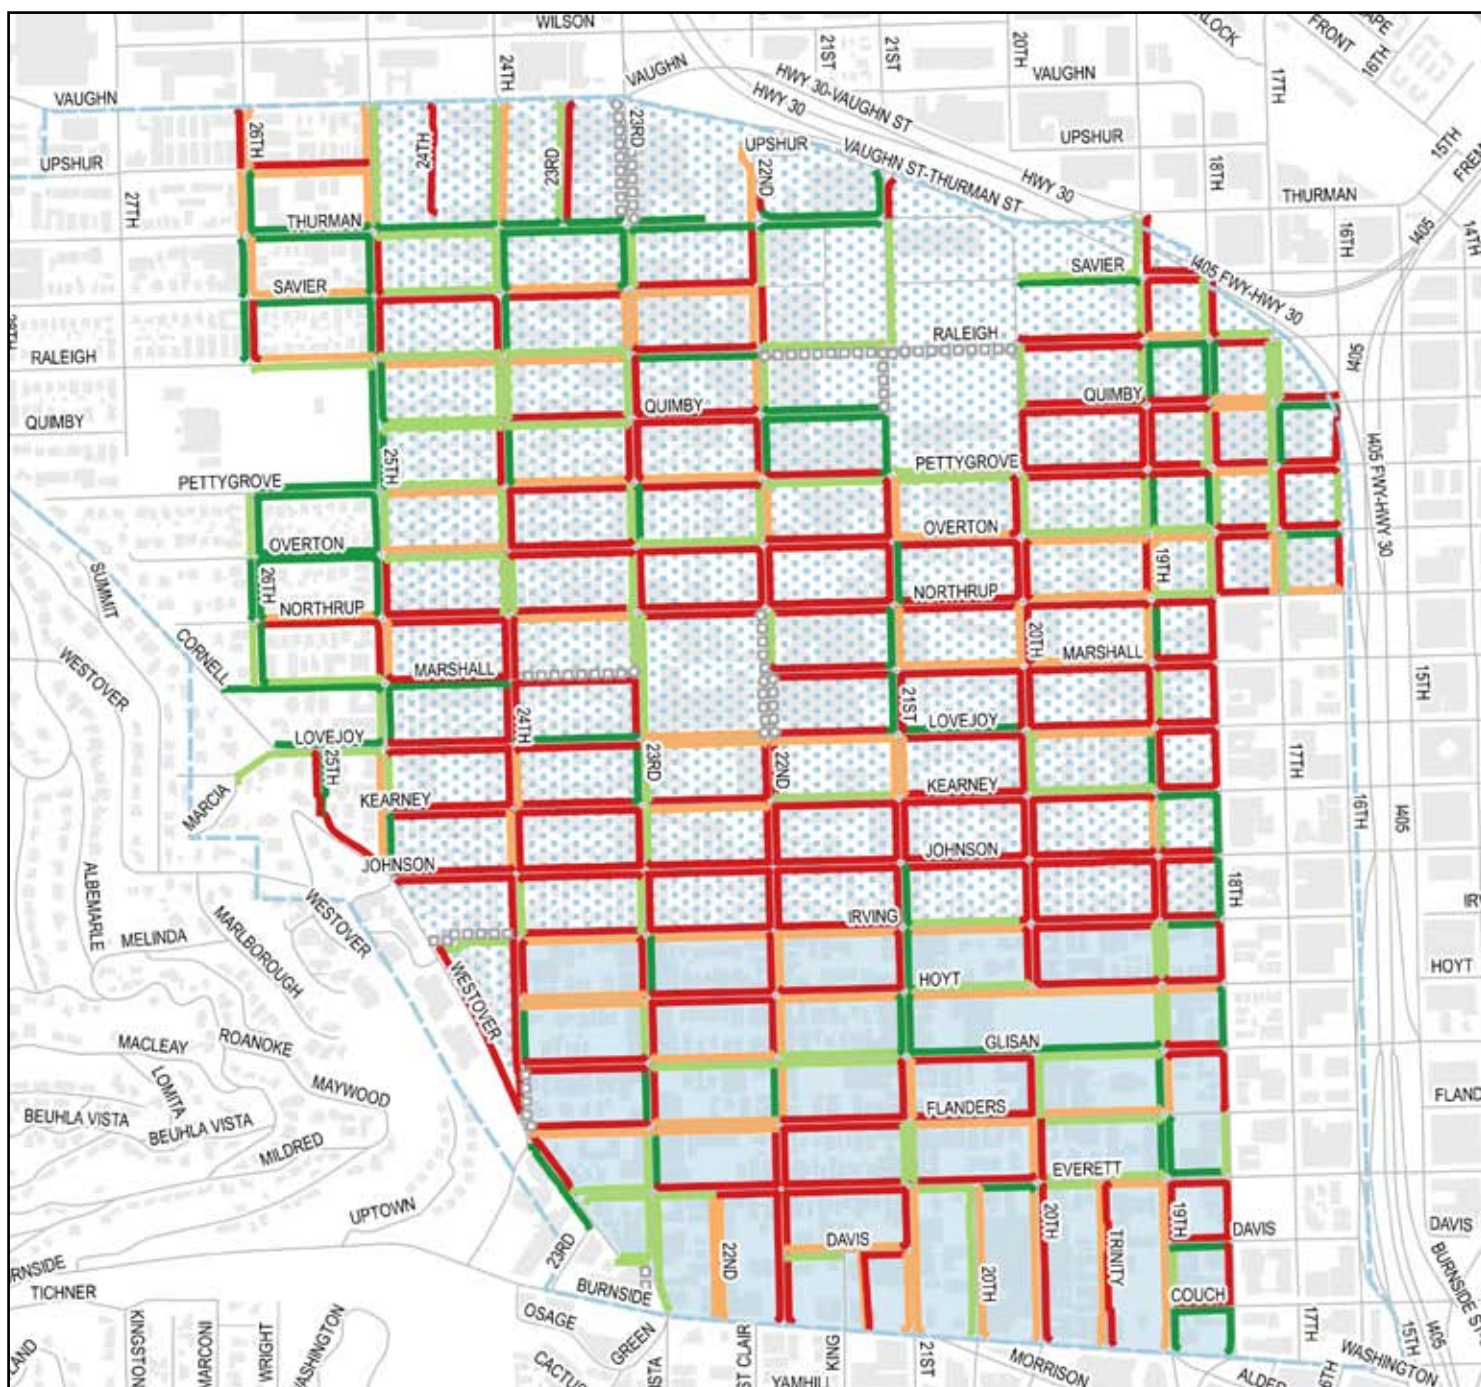 WILSON
FRONT
16TH
24TH
21ST
21ST
20TH
VAUGHN
HWY 30-VAUGHN ST
HWY 30
VAUGHN
17TH
VAUGHN
15TH
26TH
24TH
23RD
23RD
UPSHUR
UPSHUR
UPSHUR
22ND
VAUGHN ST-THURMAN ST
HWY 30
18TH
THURMAN
27TH
THURMAN
16TH
I405
14TH
SAVIER
SAVIER
I405 FWY-HWY 30
RALEIGH
RALEIGH
I405
QUIMBY
QUIMBY
QUIMBY
PETTYGROVE
25TH
PETTYGROVE
I405 FWY-HWY 30
OVERTON
OVERTON
SUMMIT
26TH
NORTHRUP
NORTHRUP
19TH
CORNELL
WESTOVER
MARSHALL
20TH
MARSHALL
15TH
24TH
21ST
LOVEJOY
LOVEJOY
25TH
23RD
22ND
17TH
MARCIA
KEARNEY
KEARNEY
16TH
I405
JOHNSON
JOHNSON
ALBEMARLE
WESTOVER
18TH
IRVING
MELINDA
MARLBOROUGH
WESTOVER
HOYT
HOYT
MACLEAY
ROANOKE
GLISAN
LOMITA
MAYWOOD
BEUHLA VISTA
BEUHLA VISTA
FLANDERS
MILDRED
EVERETT
UPTOWN
23RD
22ND
DAVIS
20TH
20TH
TRINITY
19TH
DAVIS
DAVIS
TICHNER
BURNSIDE
COUCH
KINGSTON
MARCONI
WRIGHT
OSAGE
GREEN
21ST
KING
YAMHILL
MORRISON
17TH
15TH
I405
WASHINGTON